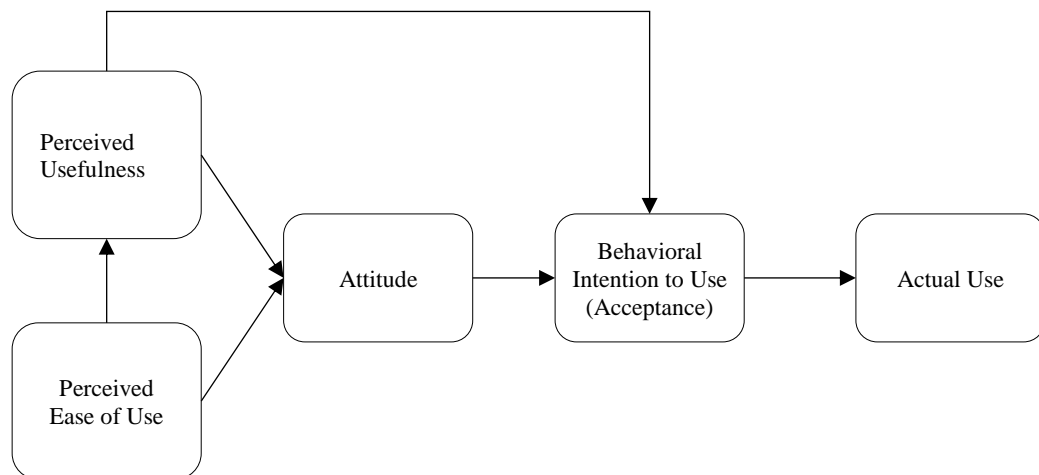 Perceived
Usefulness
Attitude
Behavioral
Intention to Use
(Acceptance)
Actual Use
Perceived
Ease of Use